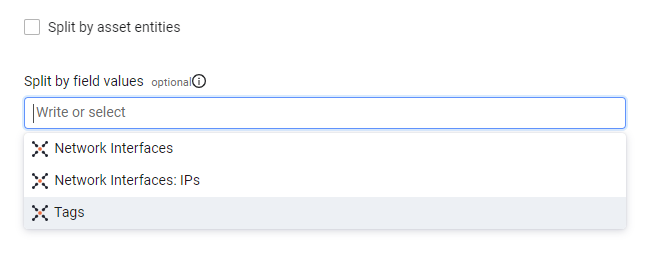 Split by asset entities
Split by field values optional
Write or select
Network Interfaces
Network Interfaces: IPs
Tags